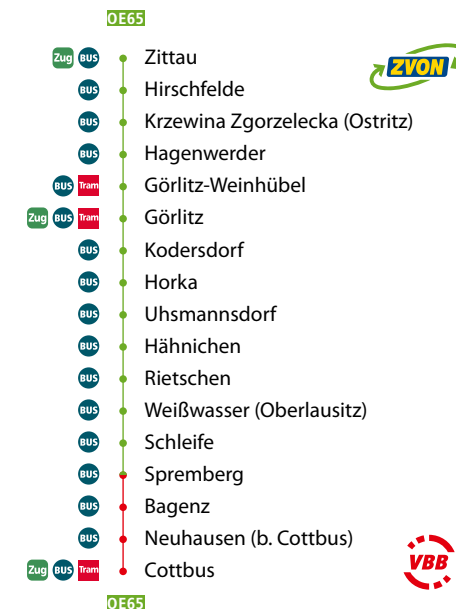 OE65
Zug BUS Zittau ZVON
BUS Hirschfelde
BUS Krzewina Zgorzelecka (Ostritz)
BUS Hagenwerder
BUS Tram Görlitz-Weinhübel
Zug BUS Tram Görlitz
BUS Kodersdorf
BUS Horka
BUS Uhsmannsdorf
BUS Hähnichen
BUS Rietschen
BUS Weißwasser (Oberlausitz)
BUS Schleife
BUS Spremberg
BUS Bagenz
BUS Neuhausen (b. Cottbus)
Zug BUS Tram Cottbus VBB
OE65